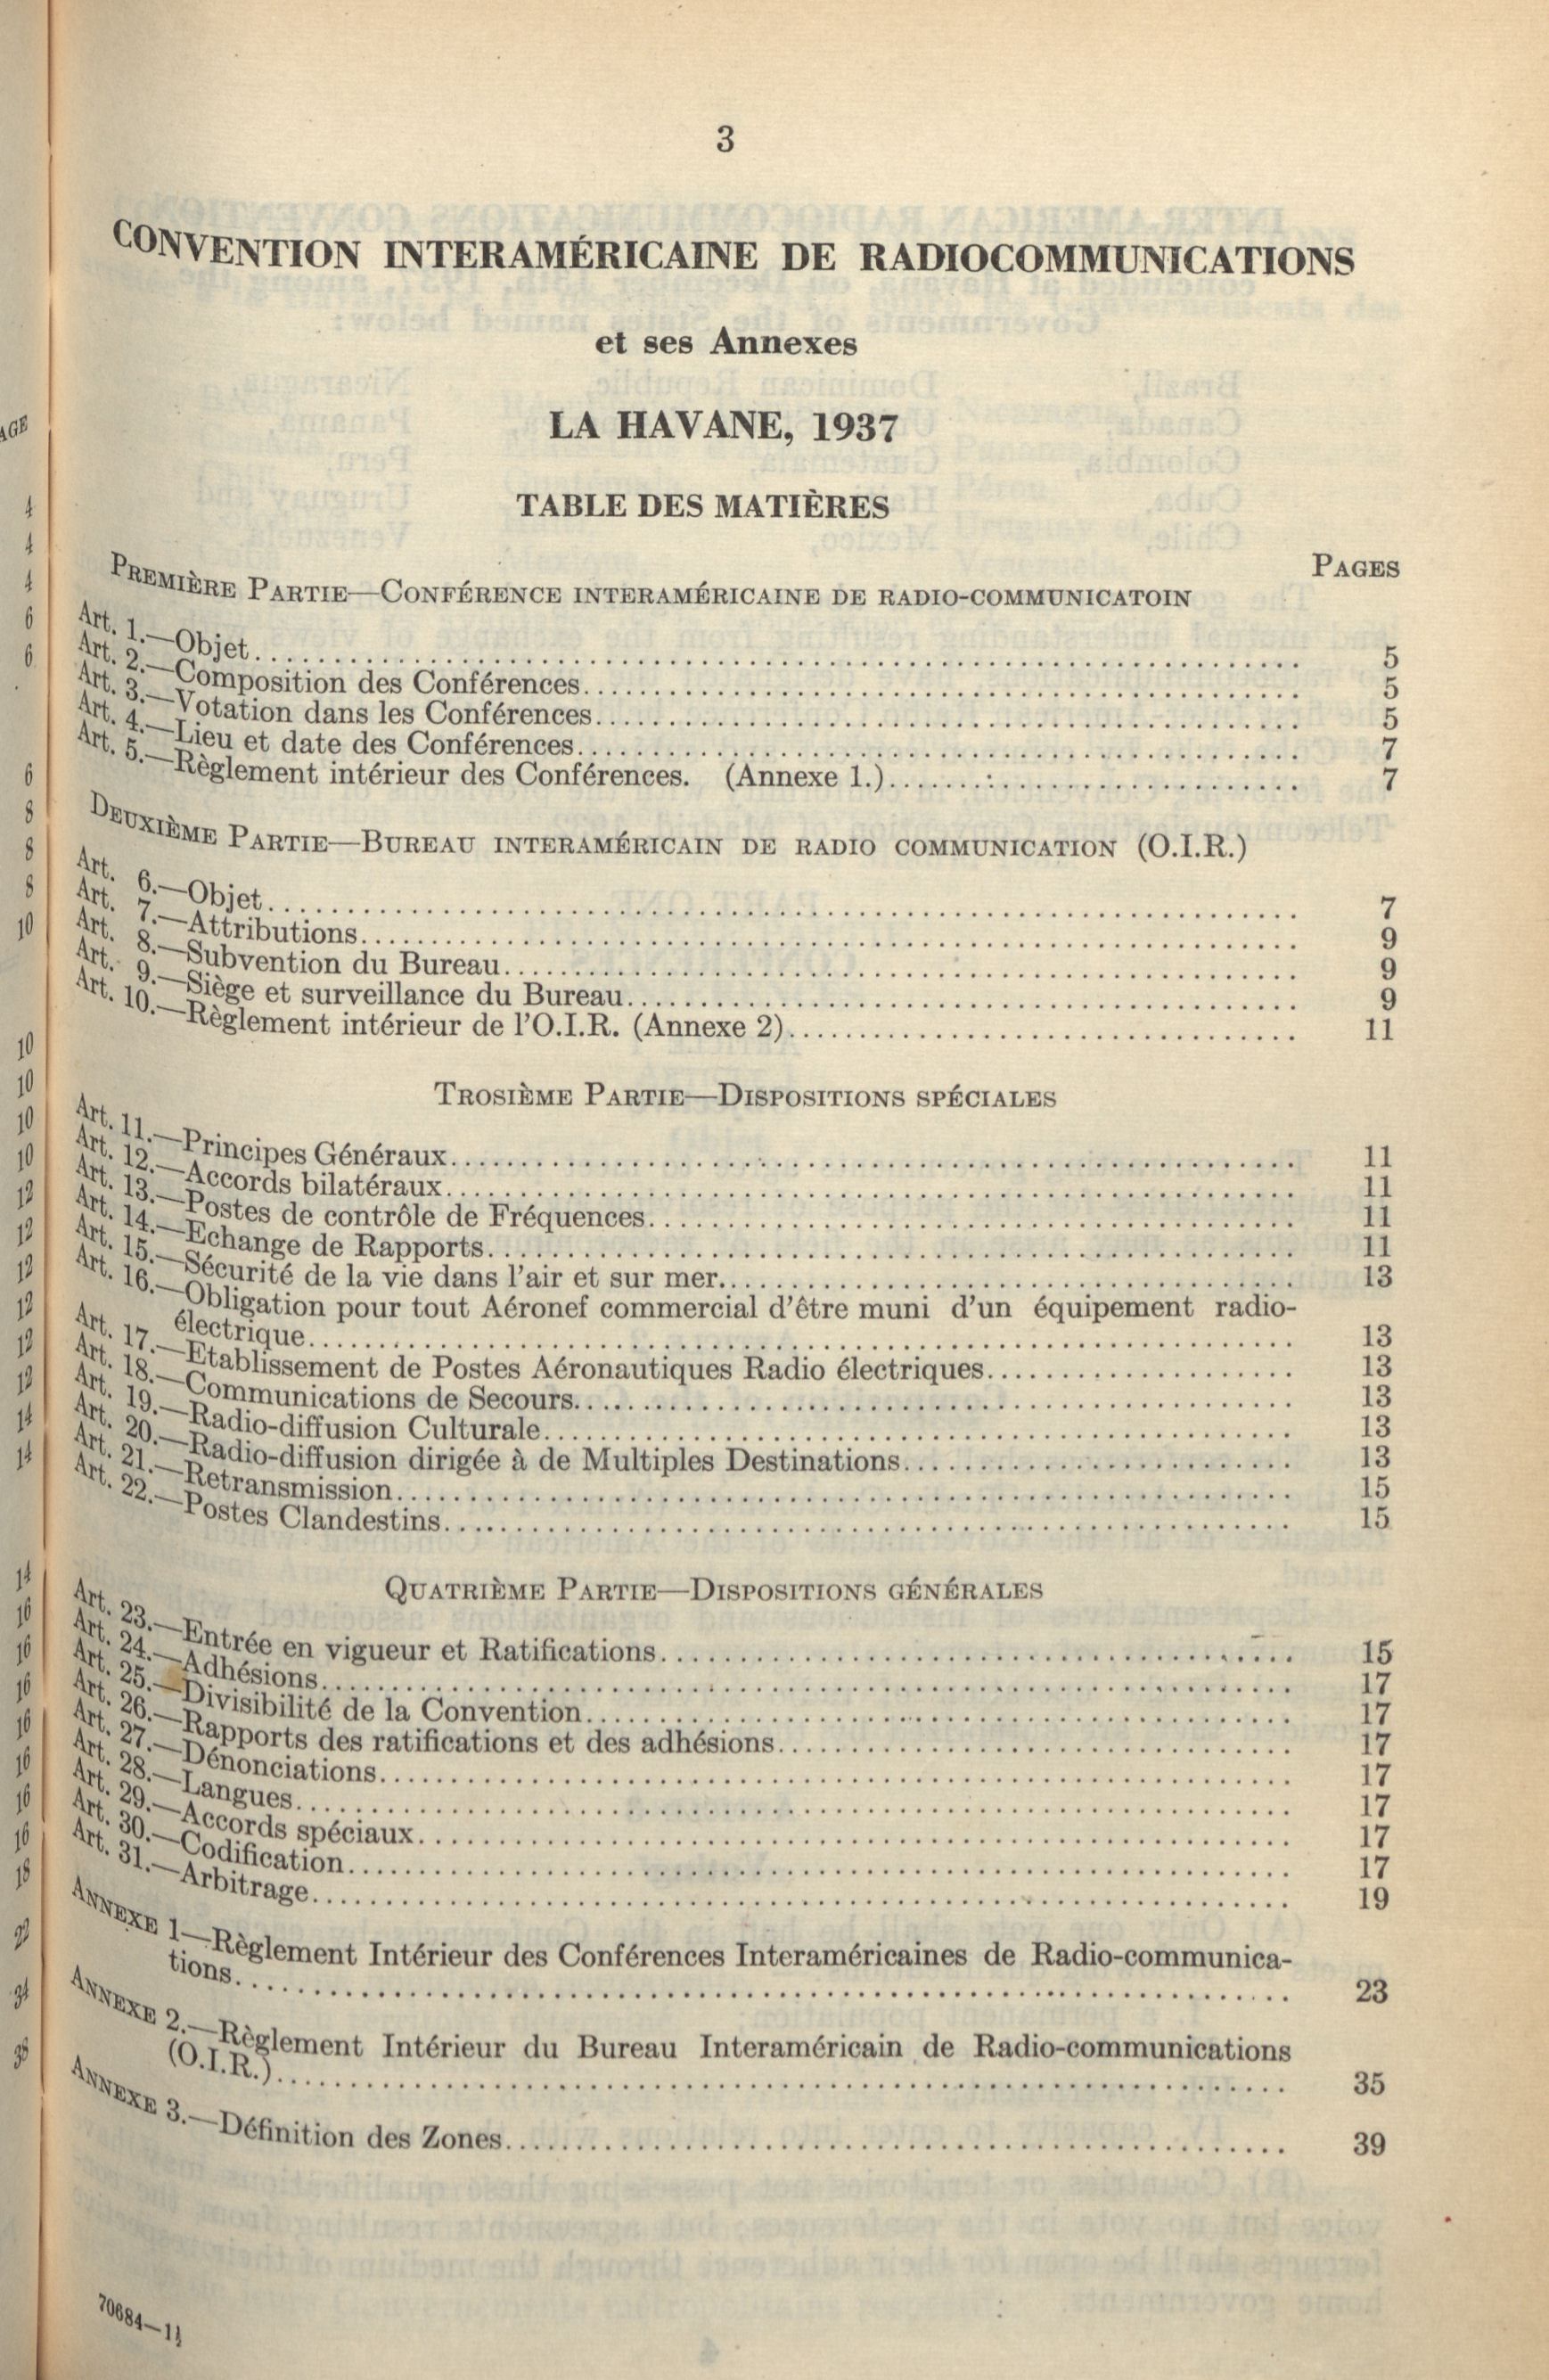 3
CONVENTION INTERAMÉRICAINE DE RADIOCOMMUNICATIONS
et ses Annexes
LA HAVANE, 1937
TABLE DES MATIÈRES
PAGES
PREMIÈRE PARTIE—CONFÉRENCE INTERAMÉRICAINE DE RADIO-COMMUNICATOIN
Art. 1.—Objet 5
Art. 2.—Composition des Conférences 5
Art. 3.—Votation dans les Conférences 5
Art. 4.—Lieu et date des Conférences 7
Art. 5.—Règlement intérieur des Conférences. (Annexe 1.) 7
DEUXIÈME PARTIE—BUREAU INTERAMÉRICAIN DE RADIO COMMUNICATION (O.I.R.)
Art. 6.—Objet 7
Art. 7.—Attributions 9
Art. 8.—Subvention du Bureau 9
Art. 9.—Siège et surveillance du Bureau 9
Art. 10.—Règlement intérieur de l'O.I.R. (Annexe 2) 11
TROSIÈME PARTIE—DISPOSITIONS SPÉCIALES
Art. 11.—Principes Généraux 11
Art. 12.—Accords bilatéraux 11
Art. 13.—Postes de contrôle de Fréquences 11
Art. 14.—Echange de Rapports 11
Art. 15.—Sécurité de la vie dans l'air et sur mer 13
Art. 16.—Obligation pour tout Aéronef commercial d'être muni d'un équipement radio-
électrique 13
Art. 17.—Etablissement de Postes Aéronautiques Radio électriques 13
Art. 18.—Communications de Secours 13
Art. 19.—Radio-diffusion Culturale 13
Art. 20.—Radio-diffusion dirigée à de Multiples Destinations 13
Art. 21.—Retransmission 15
Art. 22.—Postes Clandestins 15
QUATRIÈME PARTIE—DISPOSITIONS GÉNÉRALES
Art. 23.—Entrée en vigueur et Ratifications 15
Art. 24.—Adhésions 17
Art. 25.—Divisibilité de la Convention 17
Art. 26.—Rapports des ratifications et des adhésions 17
Art. 27.—Dénonciations 17
Art. 28.—Langues 17
Art. 29.—Accords spéciaux 17
Art. 30.—Codification 17
Art. 31.—Arbitrage 19
ANNEXE 1—Règlement Intérieur des Conférences Interaméricaines de Radio-communica-
tions 23
ANNEXE 2.—Règlement Intérieur du Bureau Interaméricain de Radio-communications
(O.I.R.) 35
ANNEXE 3.—Définition des Zones 39
70684—1½